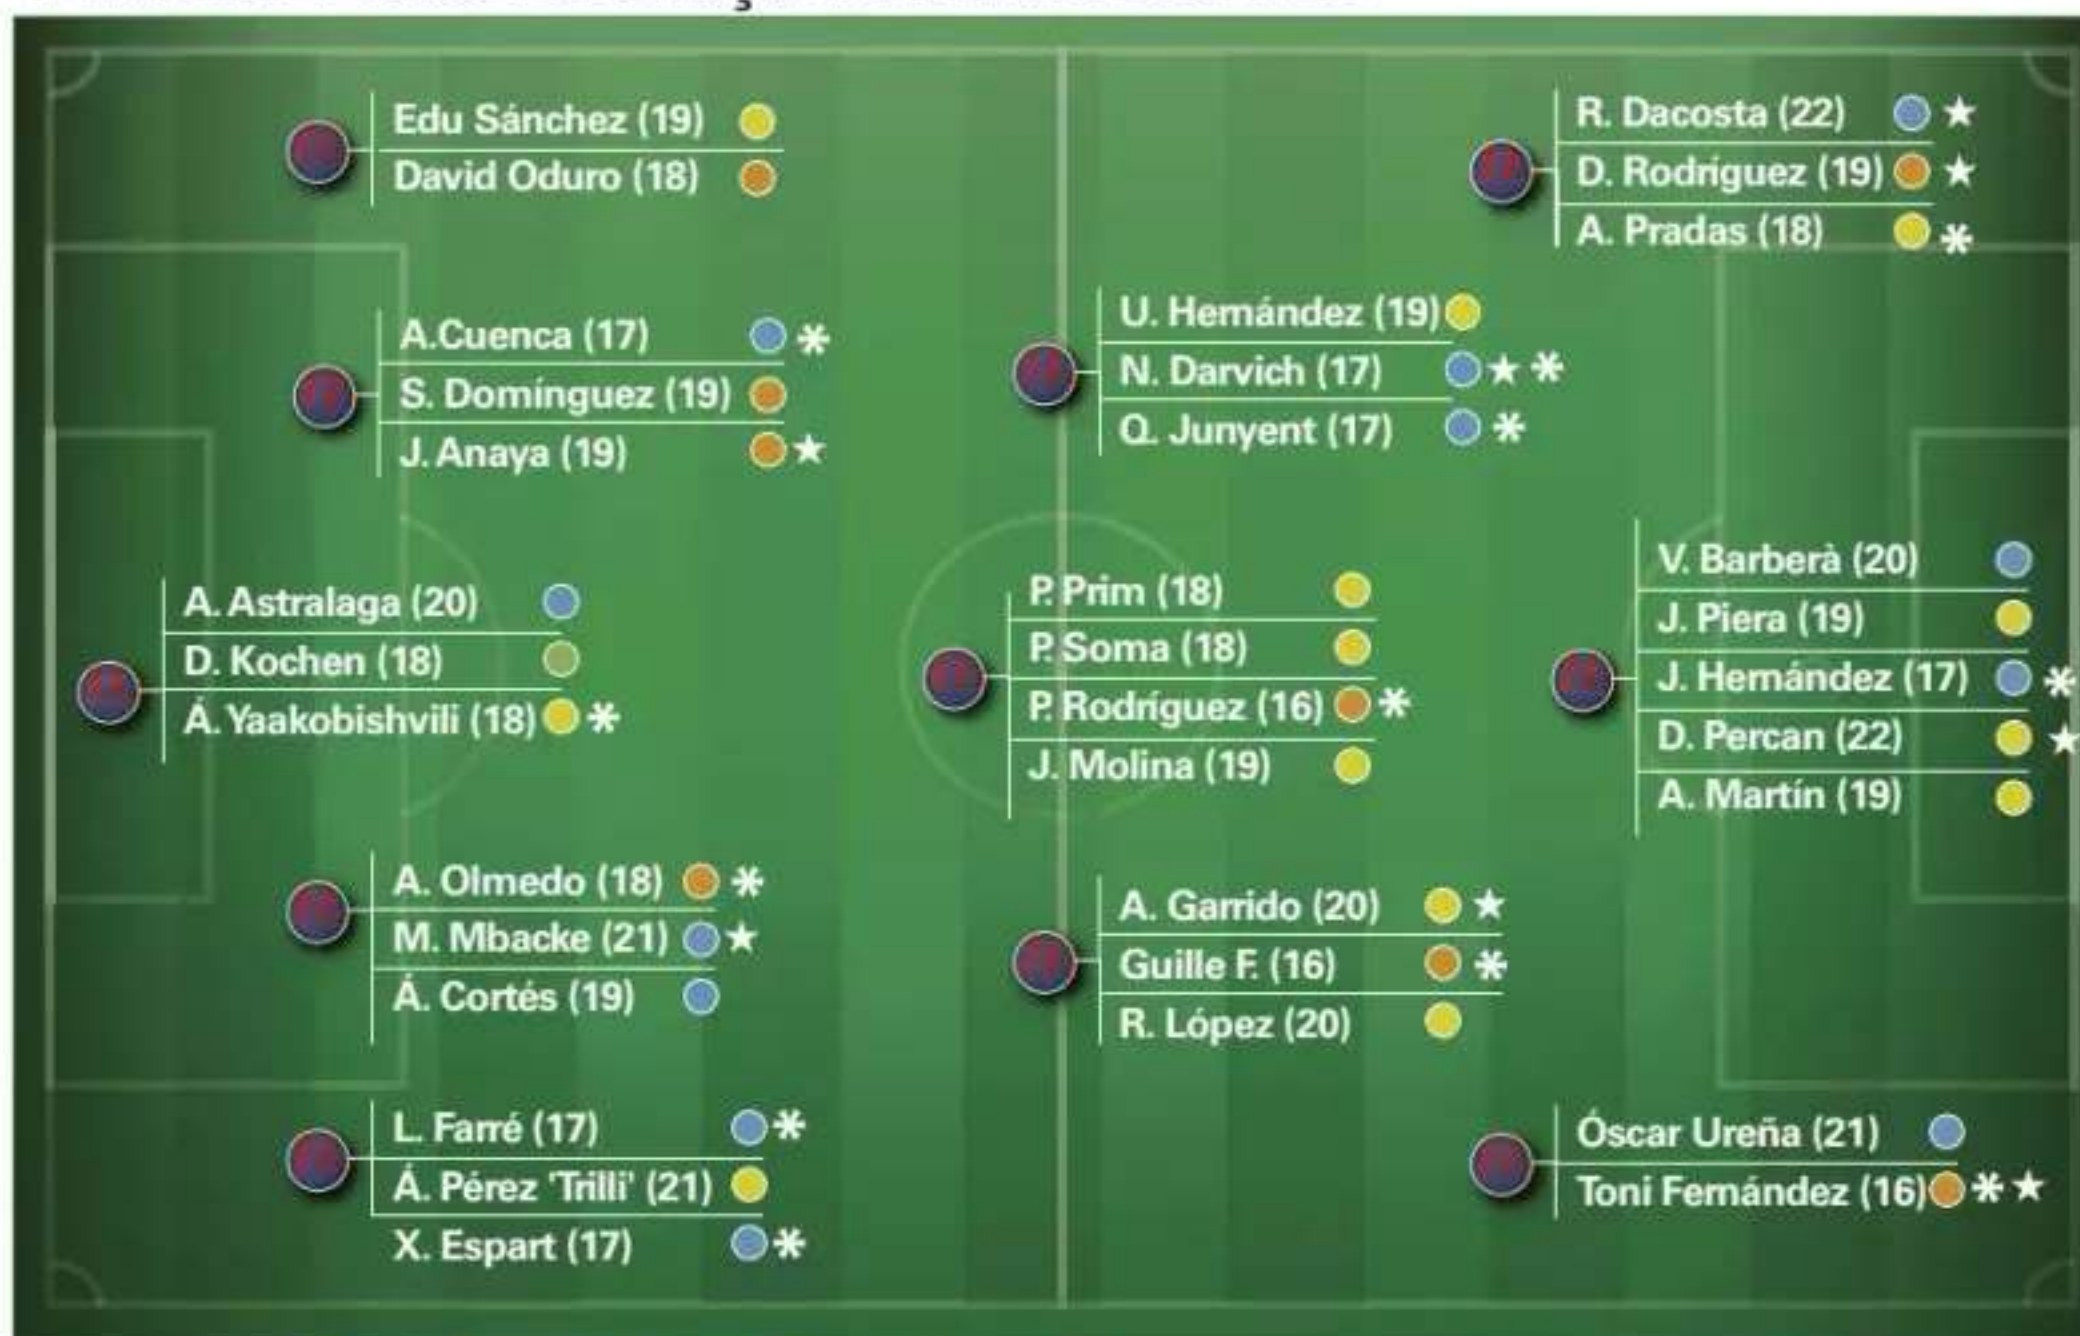 Edu Sánchez (19)
David Oduro (18)
A.Cuenca (17)
S. Domínguez (19)
J. Anaya (19)
A. Astralaga (20)
D. Kochen (18)
Á. Yaakobishvili (18)
A. Olmedo (18)
M. Mbacke (21)
Á. Cortés (19)
L. Farré (17)
Á. Pérez 'Trilli' (21)
X. Espart (17)
U. Hernández (19)
N. Darvich (17)
Q. Junyent (17)
P. Prim (18)
P. Soma (18)
P. Rodríguez (16)
J. Molina (19)
A. Garrido (20)
Guille F. (16)
R. López (20)
R. Dacosta (22)
D. Rodríguez (19)
A. Pradas (18)
V. Barberà (20)
J. Piera (19)
J. Hernández (17)
D. Percan (22)
A. Martín (19)
Óscar Ureña (21)
Toni Fernández (16)